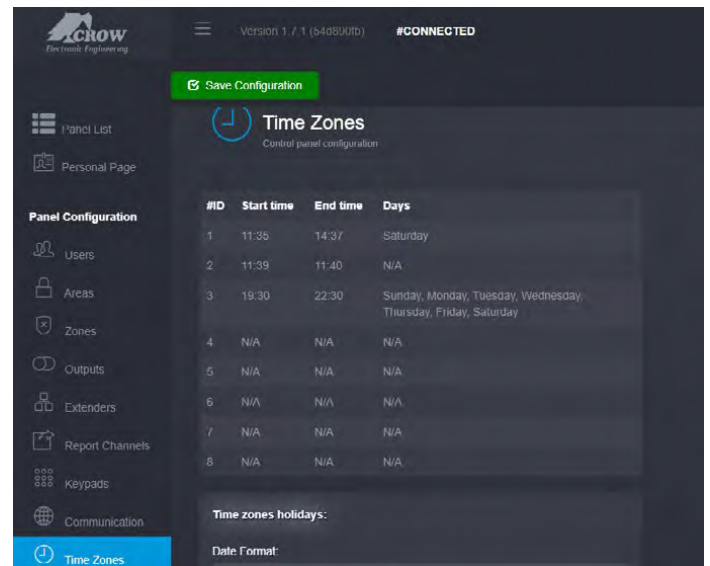 CROW
Electronic Engineering
Version 1.7.1 (54d890fb)
#CONNECTED
Save Configuration
Panel List
Personal Page
Panel Configuration
Users
Areas
Zones
Outputs
Extenders
Report Channels
Keypads
Communication
Time Zones
Time Zones
Control panel configuration
#ID Start time End time Days
1 11:35 14:37 Saturday
2 11:39 11:40 N/A
3 19:30 22:30 Sunday, Monday, Tuesday, Wednesday,
Thursday, Friday, Saturday
4 N/A N/A N/A
5 N/A N/A N/A
6 N/A N/A N/A
7 N/A N/A N/A
8 N/A N/A N/A
Time zones holidays:
Date Format: